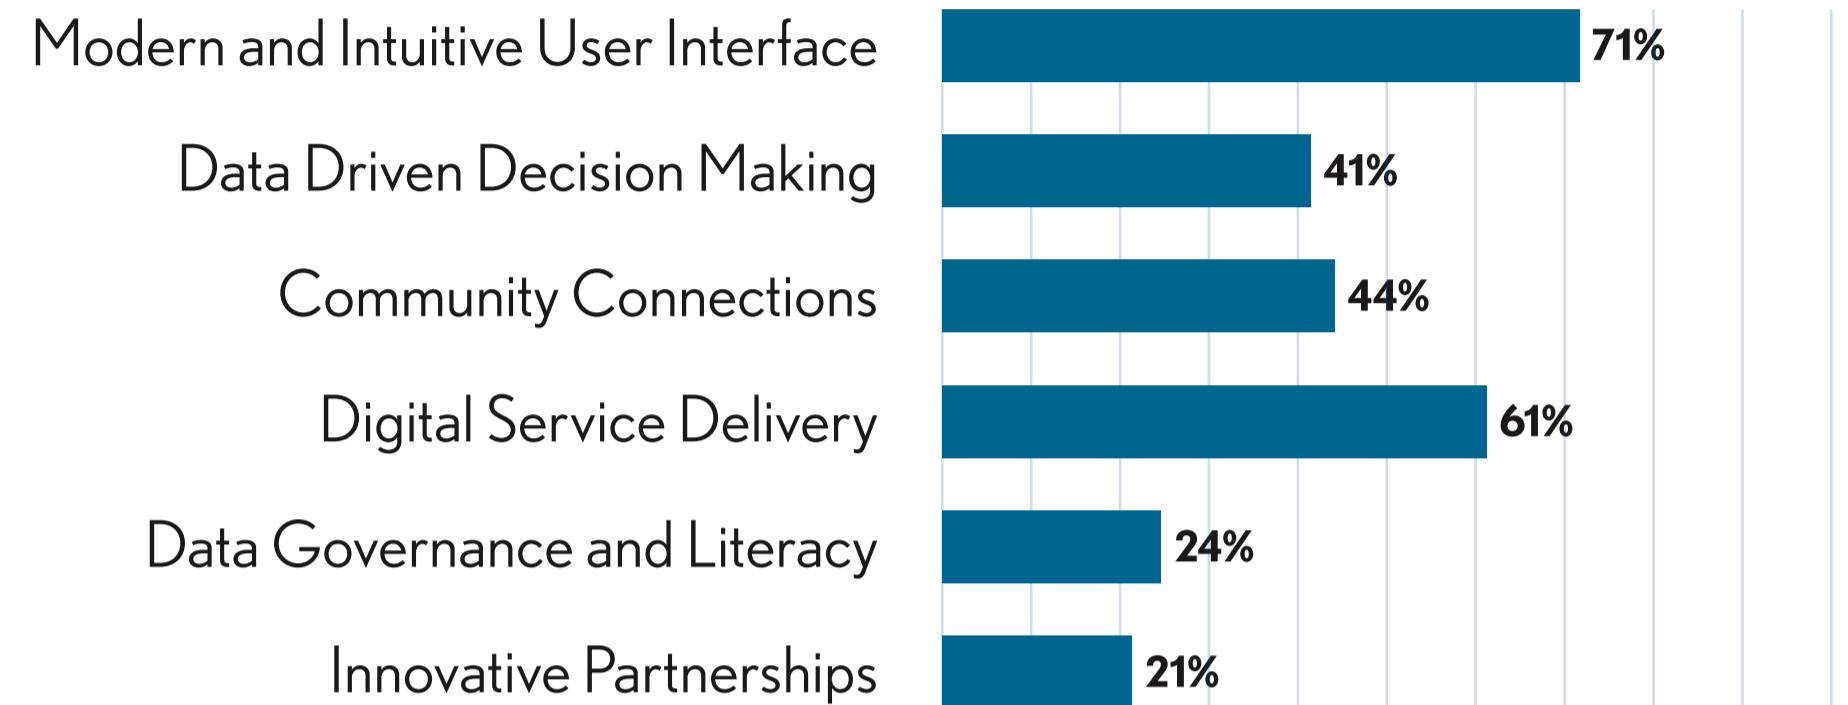 Modern and Intuitive User Interface 71%
Data Driven Decision Making 41%
Community Connections 44%
Digital Service Delivery 61%
Data Governance and Literacy 24%
Innovative Partnerships 21%